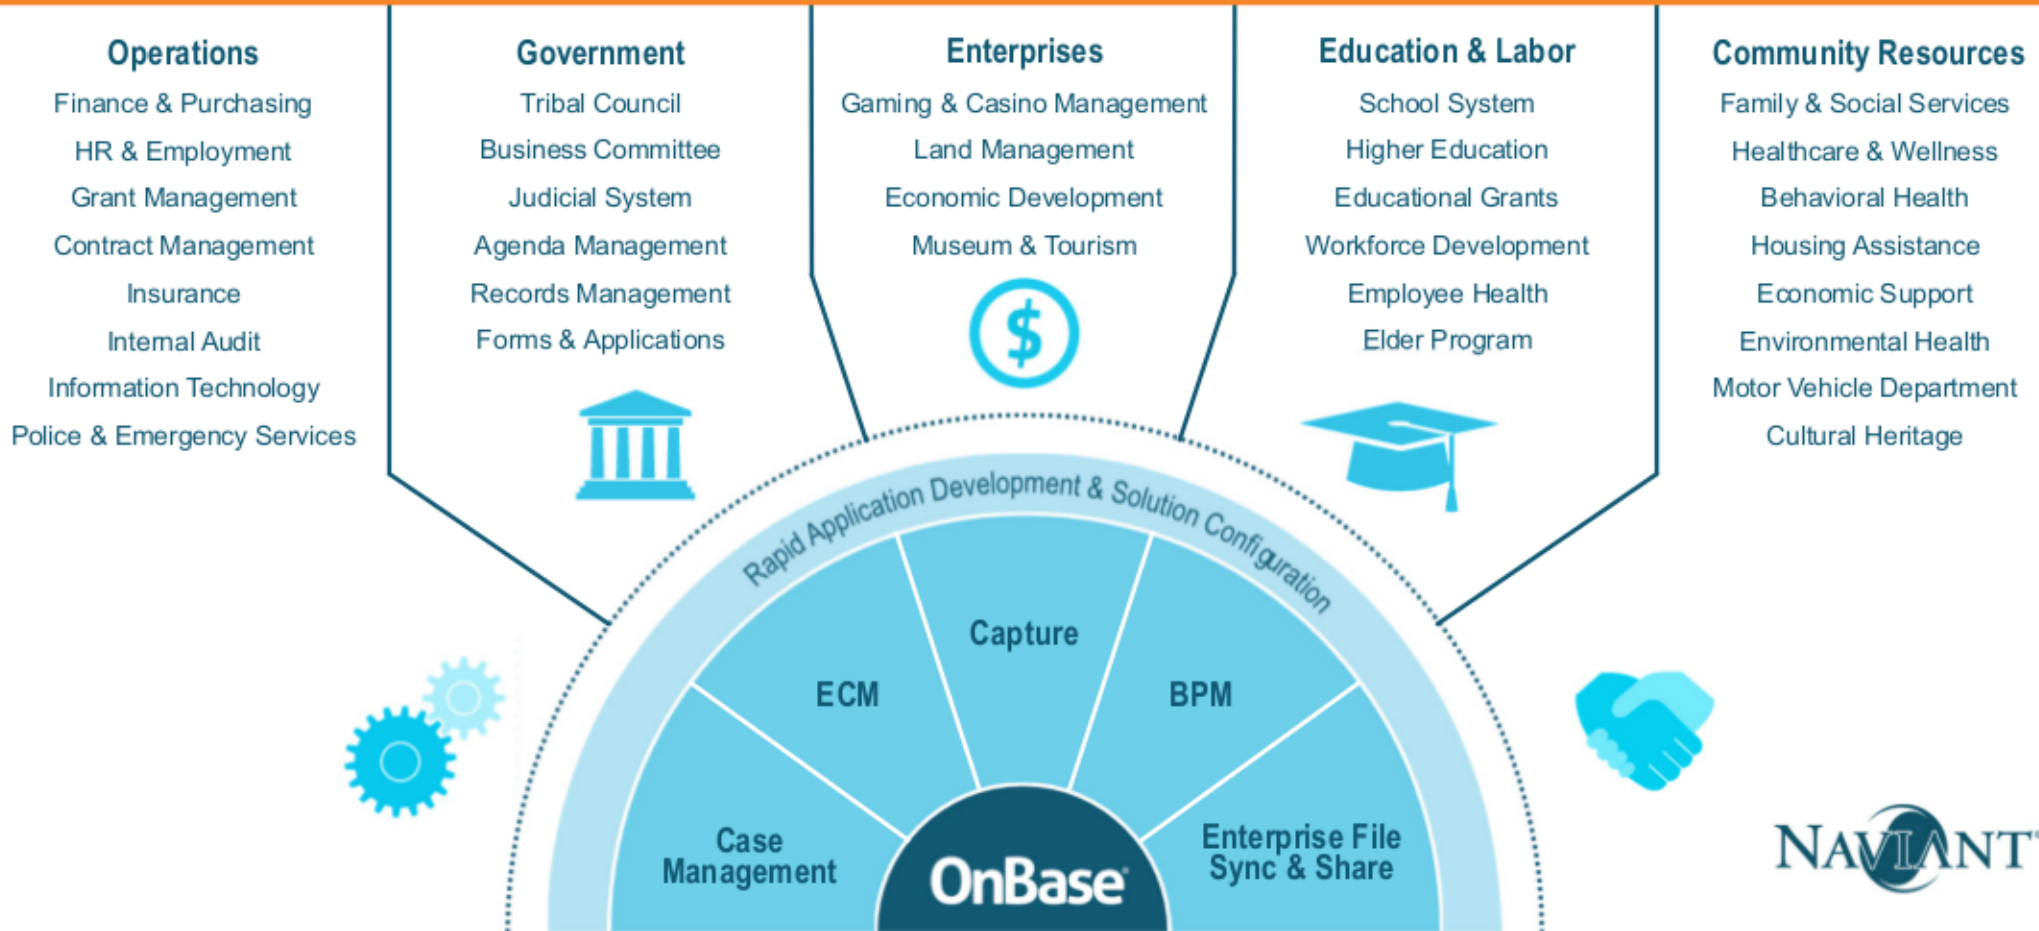 Operations
Finance & Purchasing
HR & Employment
Grant Management
Contract Management
Insurance
Internal Audit
Information Technology
Police & Emergency Services
Government
Tribal Council
Business Committee
Judicial System
Agenda Management
Records Management
Forms & Applications
Enterprises
Gaming & Casino Management
Land Management
Economic Development
Museum & Tourism
$
Education & Labor
School System
Higher Education
Educational Grants
Workforce Development
Employee Health
Elder Program
Community Resources
Family & Social Services
Healthcare & Wellness
Behavioral Health
Housing Assistance
Economic Support
Environmental Health
Motor Vehicle Department
Cultural Heritage
Rapid Application Development & Solution Configuration
Case
Management
ECM
Capture
BPM
Enterprise File
Sync & Share
OnBase®
NAVIANT®